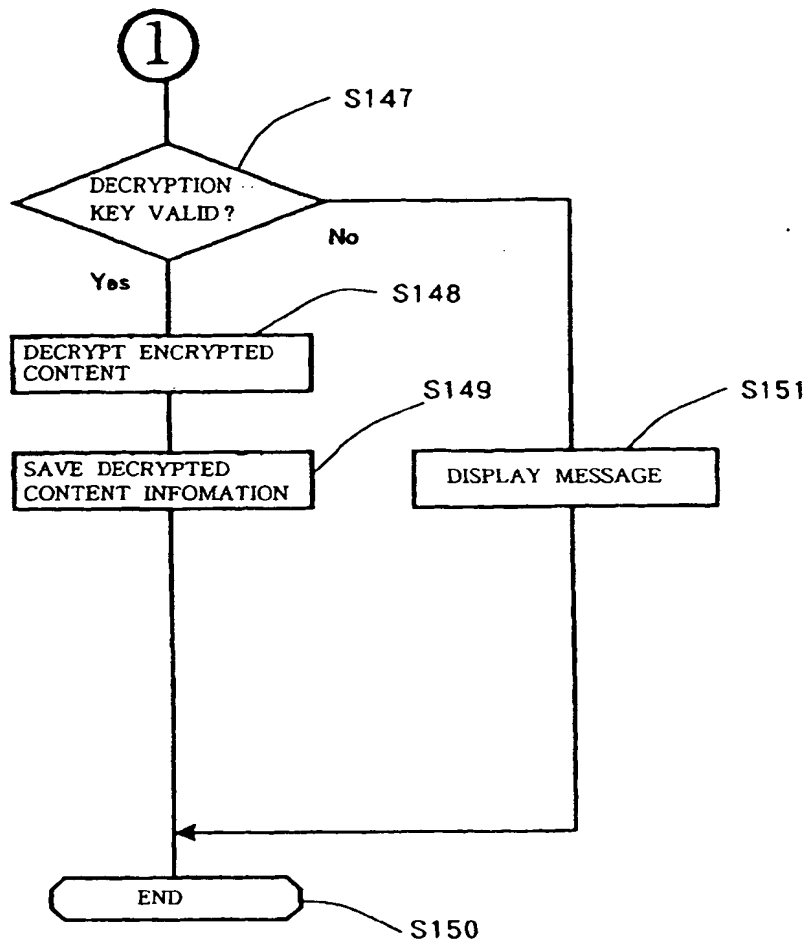 1
S147
DECRYPTION
KEY VALID?
No
Yes
S148
DECRYPT ENCRYPTED
CONTENT
S149
S151
SAVE DECRYPTED
CONTENT INFOMATION
DISPLAY MESSAGE
END
S150